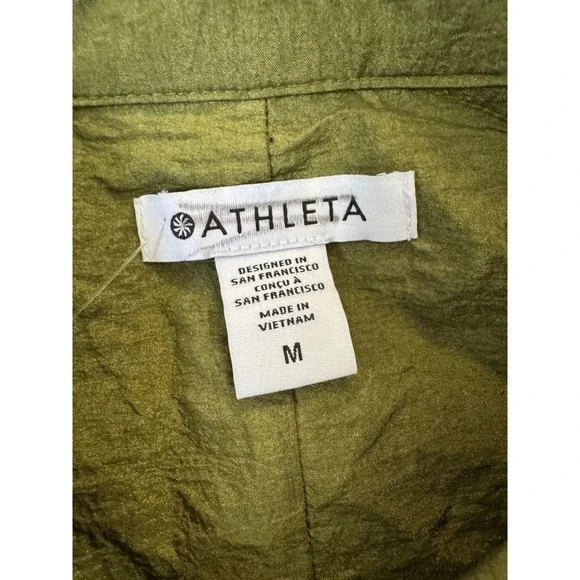 ATHLETA
DESIGNED IN
SAN FRANCISCO
CONÇU À
SAN FRANCISCO
MADE IN
VIETNAM
M